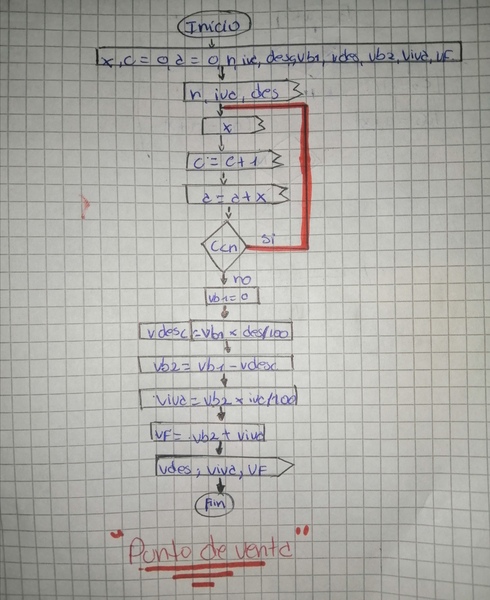 Inicio
x, c = 0, a = 0, n, iva, desc, vb1, vdes, vb2, viva, vF
n, iva, des
x
c = c + 1
a = a + x
c<n si
no
vb1 = 0
vdesc = vb1 * des/100
vb2 = vb1 - vdesc
viva = vb2 * iva/100
vF = vb2 + viva
vdes, viva, VF
Fin
"Punto de venta"